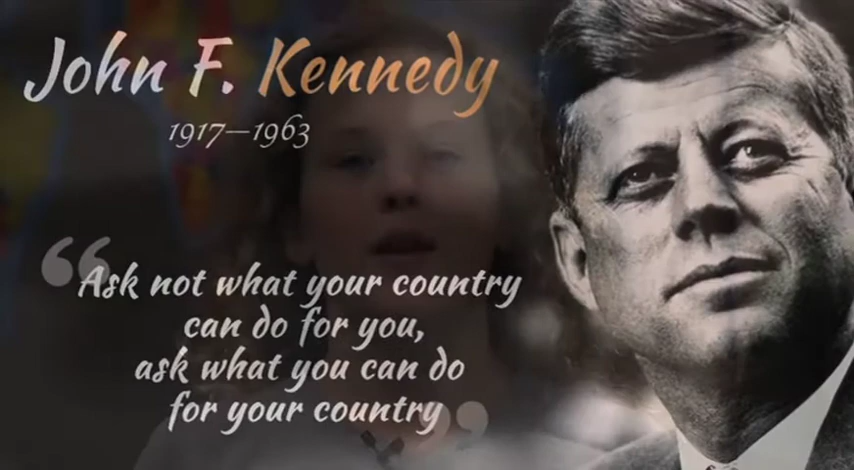 John F. Kennedy
1917–1963
“Ask not what your country
can do for you,
ask what you can do
for your country”